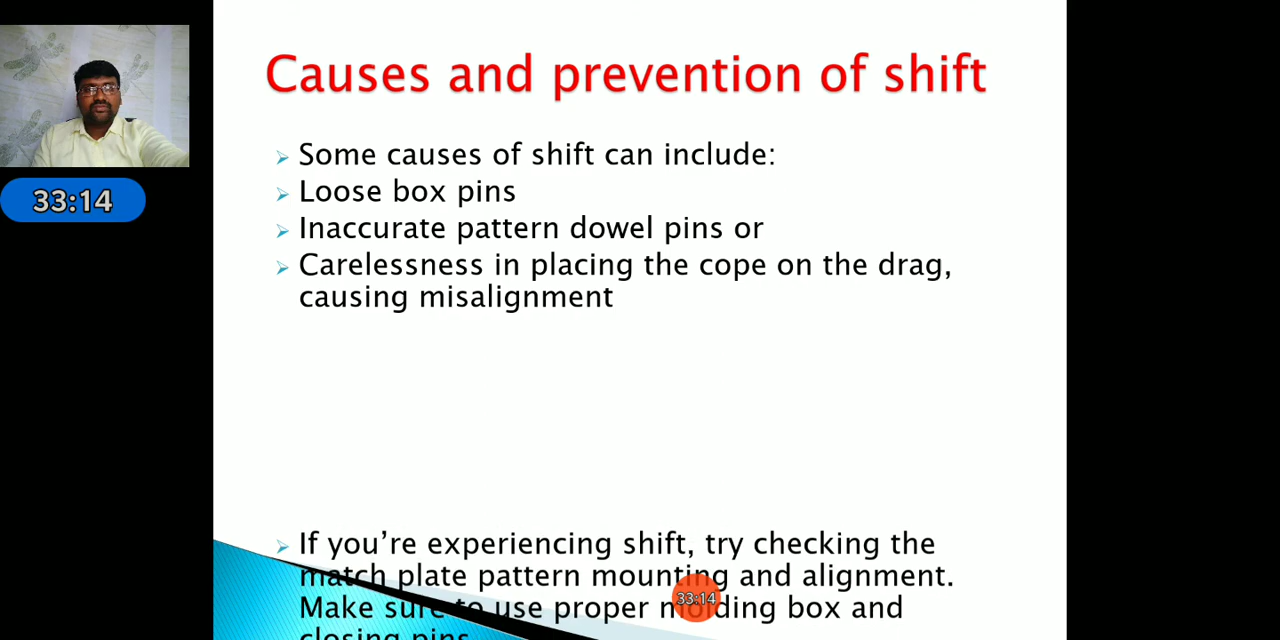 Causes and prevention of shift
33:14
Some causes of shift can include:
Loose box pins
Inaccurate pattern dowel pins or
Carelessness in placing the cope on the drag,
causing misalignment
If you’re experiencing shift, try checking the
match plate pattern mounting and alignment.
33:14
Make sure to use proper molding box and
closing pins